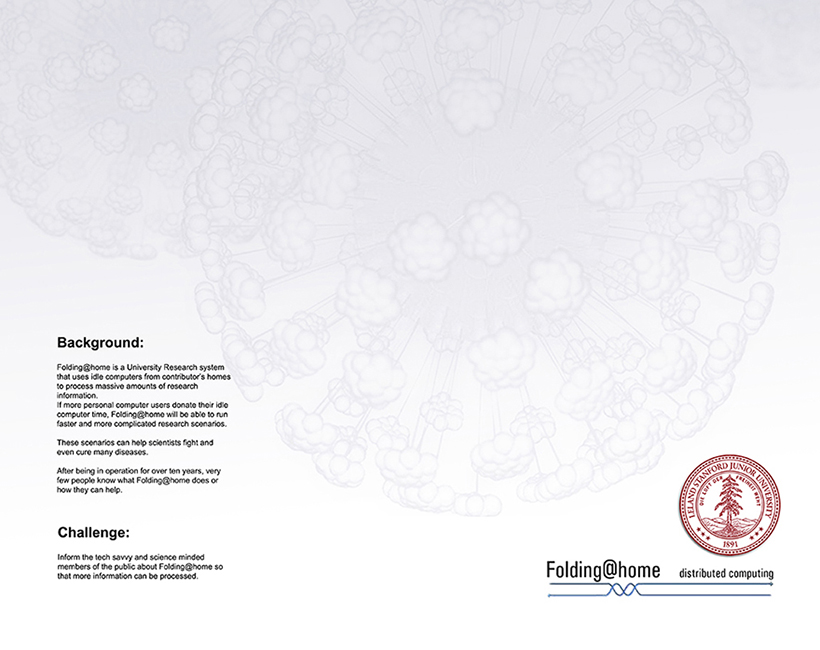 Background:
Folding@home is a University Research system
that uses idle computers from contributor's homes
to process massive amounts of research
information.
If more personal computer users donate their idle
computer time, Folding@home will be able to run
faster and more complicated research scenarios.
These scenarios can help scientists fight and
even cure many diseases.
After being in operation for over ten years, very
few people know what Folding@home does or
how they can help.
Challenge:
Inform the tech savvy and science minded
members of the public about Folding@home so
that more information can be processed.
LELAND STANFORD JUNIOR UNIVERSITY
DIE LUFT DER FREIHEIT WEHT
1891
Folding@home
distributed computing